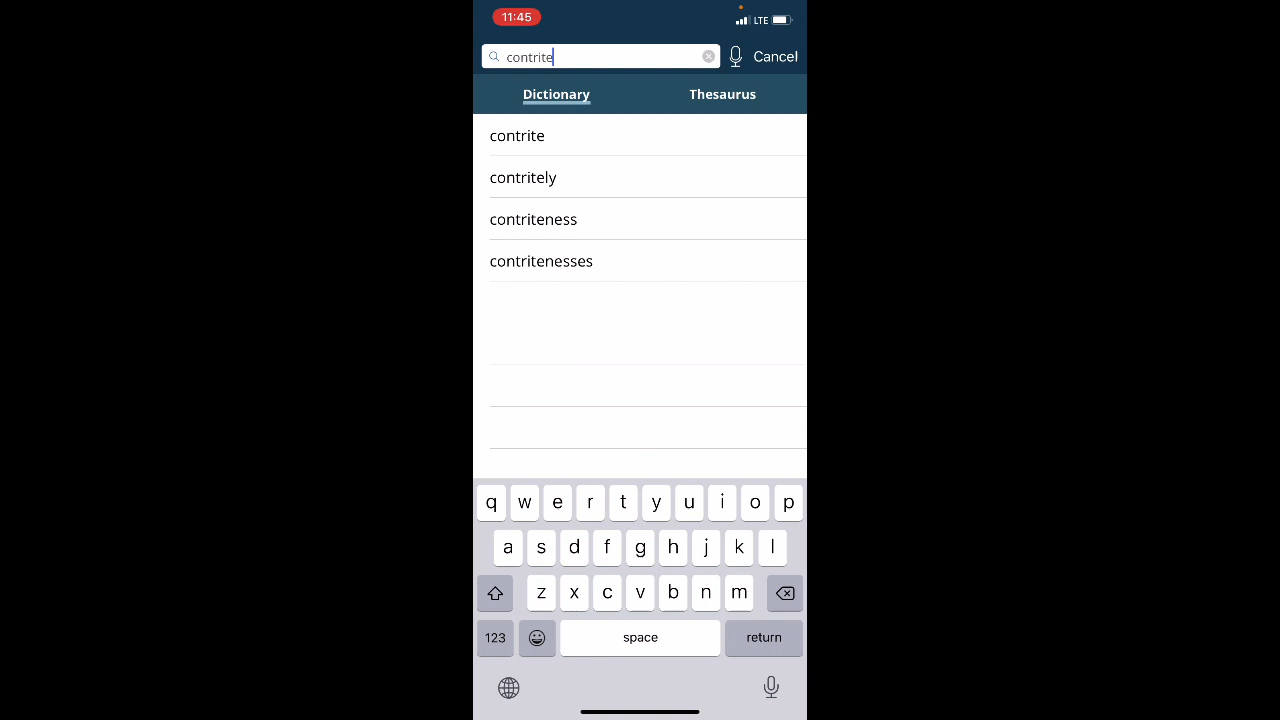 11:45 LTE
contrite Cancel
Dictionary Thesaurus
contrite
contritely
contriteness
contritenesses
q w e r t y u i o p
a s d f g h j k l
z x c v b n m
123 space return